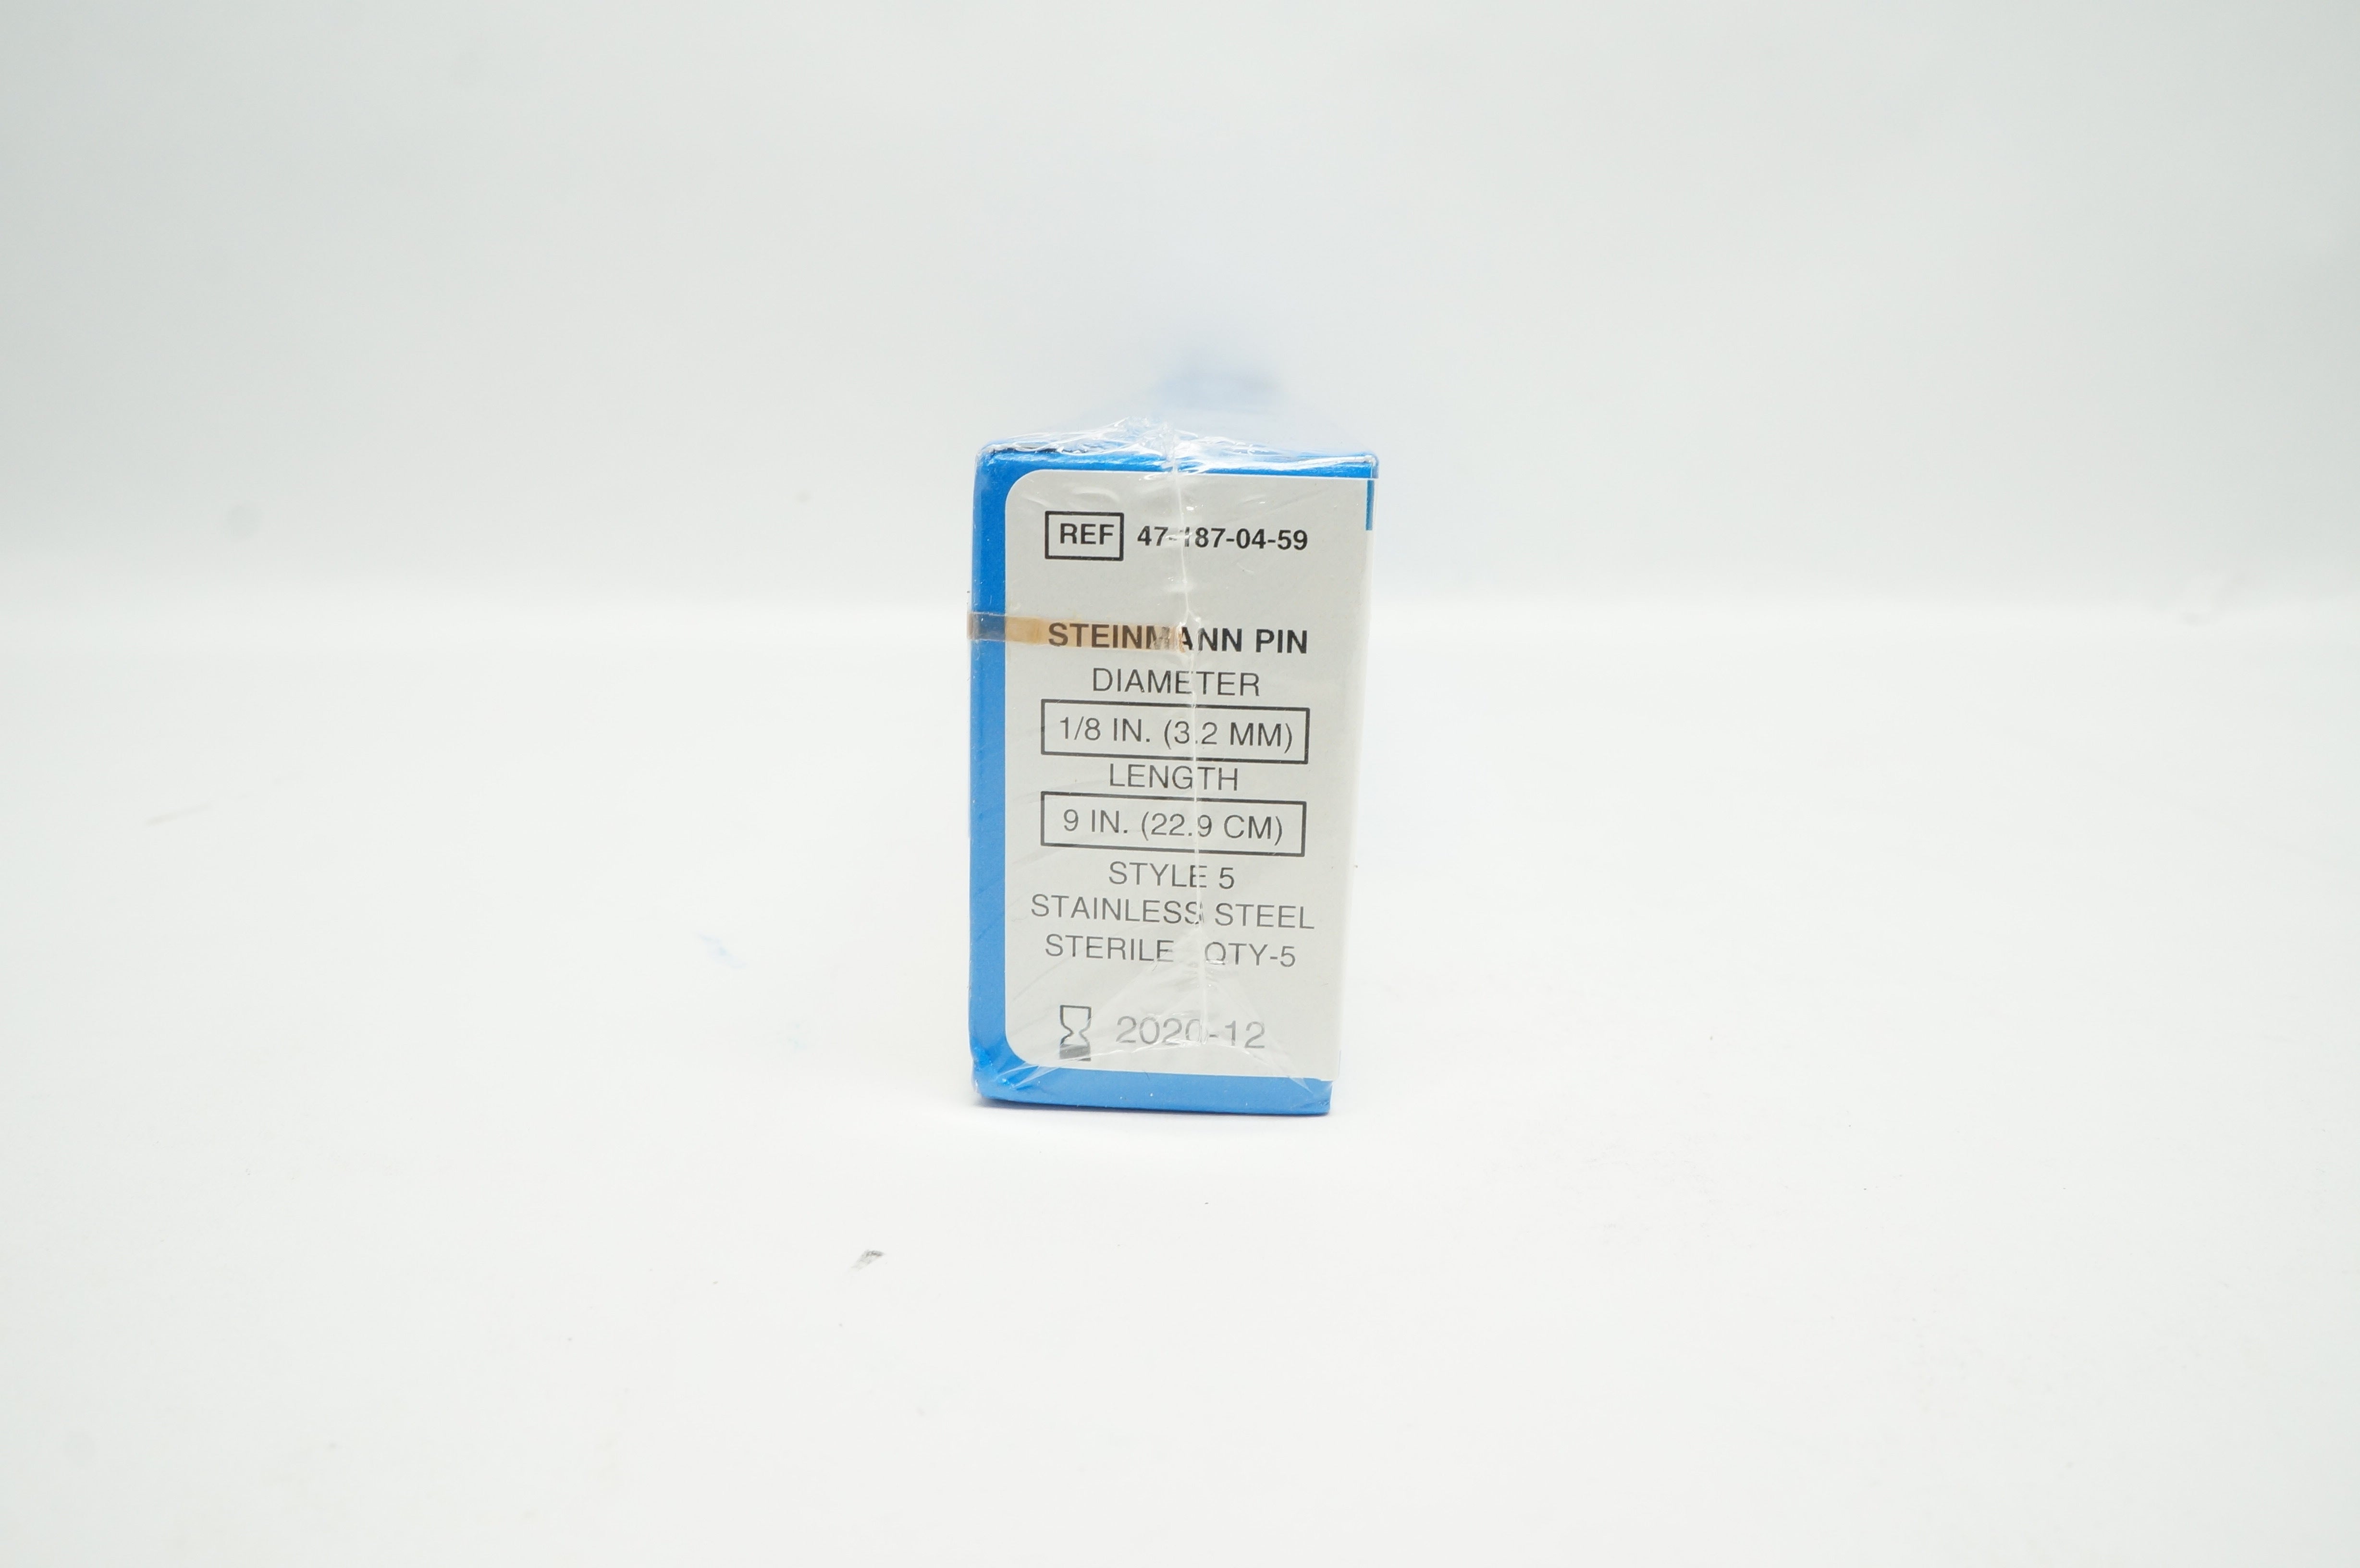 REF 47-187-04-59
STEINMANN PIN
DIAMETER
1/8 IN. (3.2 MM)
LENGTH
9 IN. (22.9 CM)
STYLE 5
STAINLESS STEEL
STERILE QTY-5
2020-12